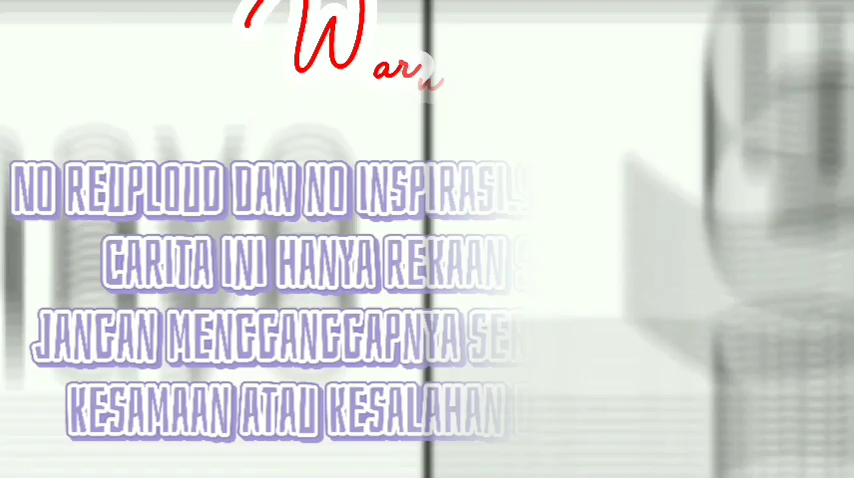 Waru
NO REUPLOUD DAN NO INSPIRASI
CARITA INI HANYA REKAAN
JANGAN MENGGANGGAPNYA
KESAMAAN ATAU KESALAHAN